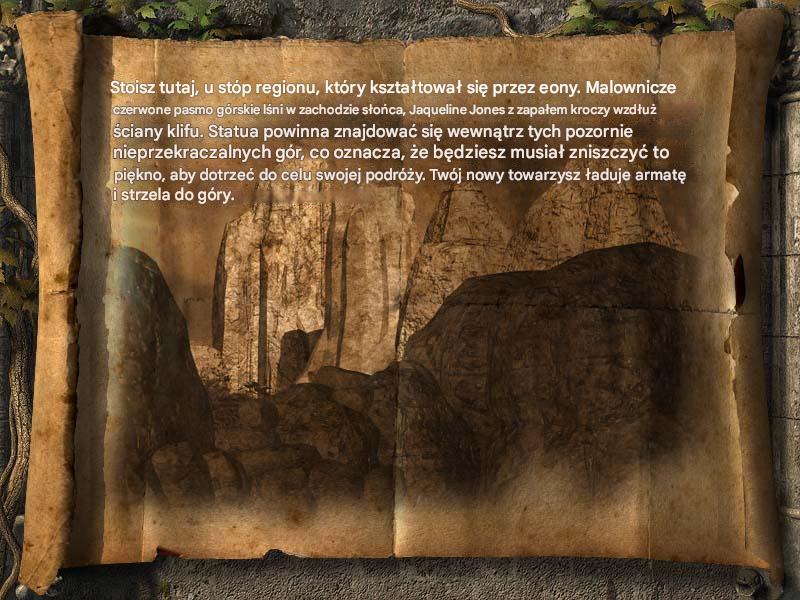 Stoisz tutaj, u stóp regionu, który kształtował się przez eony. Malownicze
czerwone pasmo górskie lśni w zachodzie słońca, Jaqueline Jones z zapałem kroczy wzdłuż
ściany klifu. Statua powinna znajdować się wewnątrz tych pozornie
nieprzekraczalnych gór, co oznacza, że będziesz musiał zniszczyć to
piękno, aby dotrzeć do celu swojej podróży. Twój nowy towarzysz ładuje armatę
i strzela do góry.